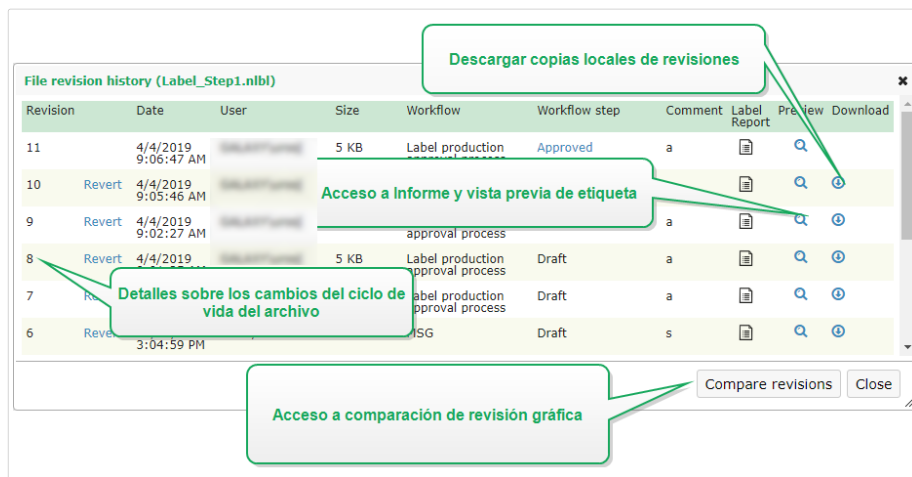 Descargar copias locales de revisiones
File revision history (Label_Step1.nlbl)
Revision Date User Size Workflow Workflow step Comment Label Report Preview Download
11 4/4/2019 9:06:47 AM 5 KB Label production approval process Approved a
10 Revert 4/4/2019 9:05:46 AM
Acceso a Informe y vista previa de etiqueta
9 Revert 4/4/2019 9:02:27 AM approval process a
8 Revert 4/4/2019 5 KB Label production approval process Draft a
Detalles sobre los cambios del ciclo de
vida del archivo
7 Label production approval process Draft a
6 Revert 3:04:59 PM MSG Draft s
Compare revisions Close
Acceso a comparación de revisión gráfica